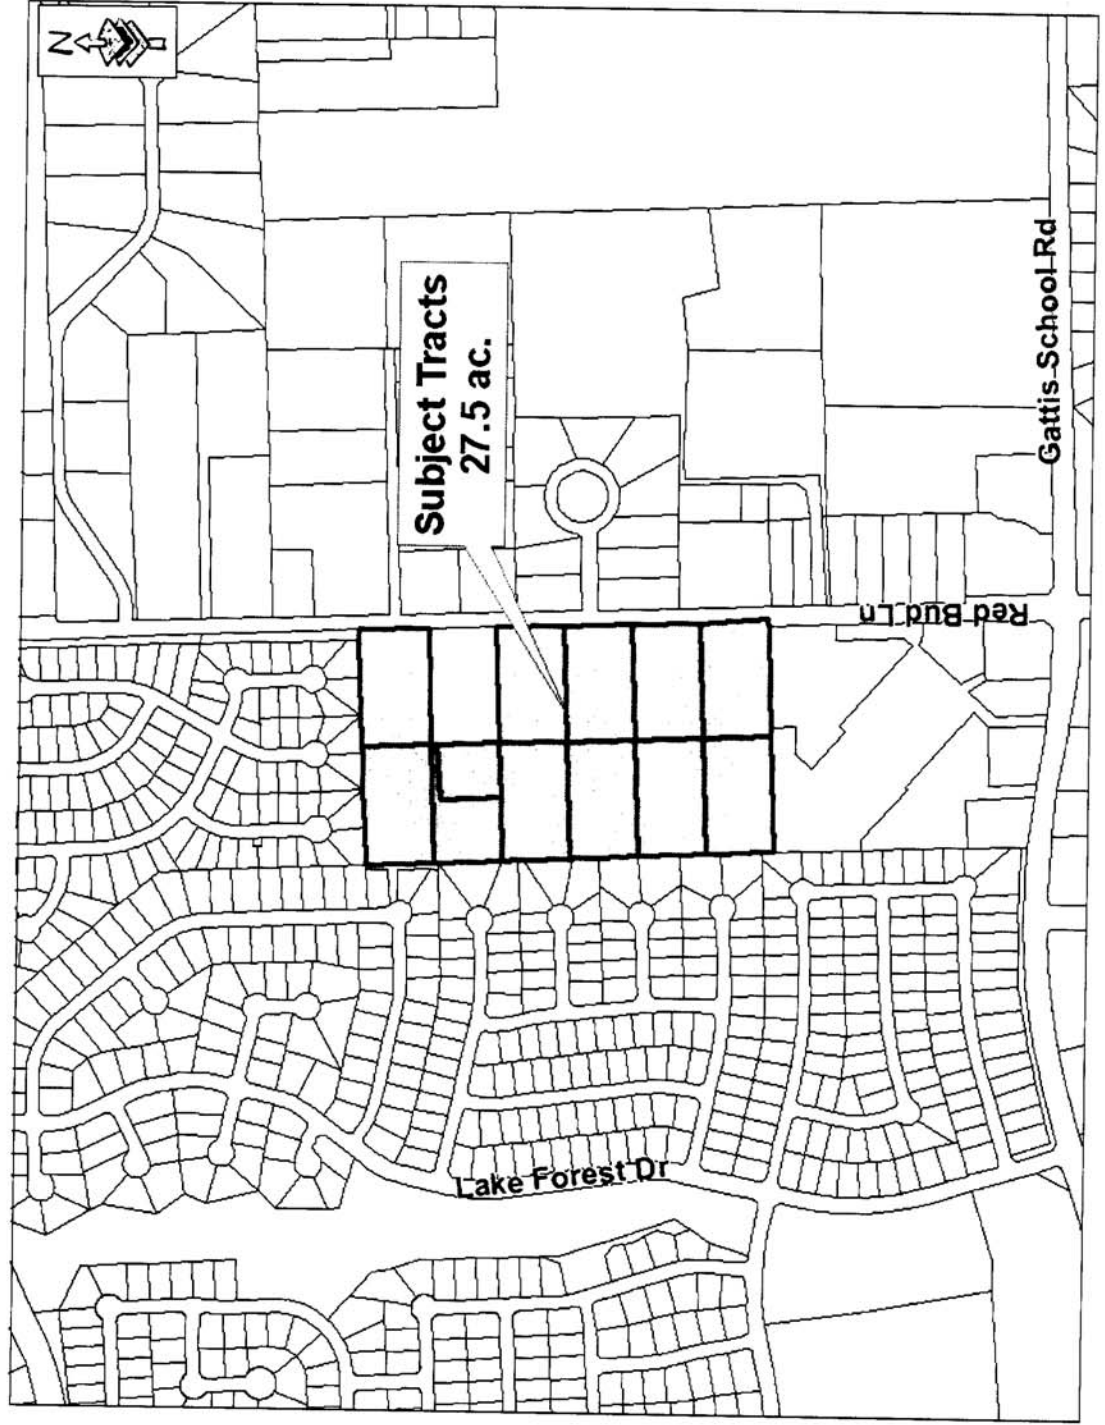 N
Subject Tracts
27.5 ac.
Gattis School Rd
Red Bud Ln
Lake Forest Dr